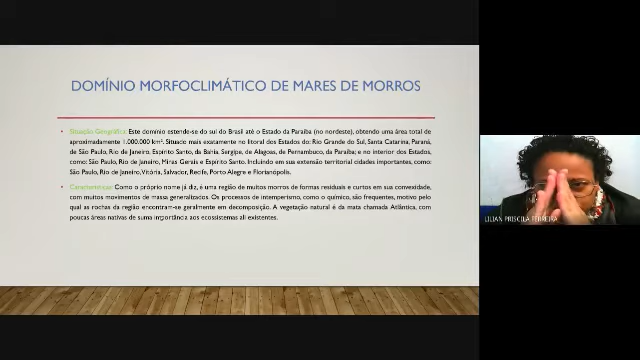 DOMÍNIO MORFOCLIMÁTICO DE MARES DE MORROS
• Situação Geográfica: Este domínio estende-se do sul do Brasil até o Estado da Paraíba (no nordeste), obtendo uma área total de
aproximadamente 1.000.000 km². Situado mais exatamente no litoral dos Estados do: Rio Grande do Sul, Santa Catarina, Paraná,
de São Paulo, Rio de Janeiro, Espírito Santo, da Bahia, Sergipe, de Alagoas, de Pernambuco, da Paraíba; e no interior dos Estados,
como: São Paulo, Rio de Janeiro, Minas Gerais e Espírito Santo. Incluindo em sua extensão territorial cidades importantes, como:
São Paulo, Rio de Janeiro, Vitória, Salvador, Recife, Porto Alegre e Florianópolis.
• Características: Como o próprio nome já diz, é uma região de muitos morros de formas residuais e curtos em sua convexidade,
com muitos movimentos de massa generalizados. Os processos de intemperismo, como o químico, são frequentes, motivo pelo
qual as rochas da região encontram-se geralmente em decomposição. A vegetação natural é da mata chamada Atlântica, com
poucas áreas nativas de suma importância aos ecossistemas ali existentes.
LILIAN PRISCILA FERREIRA